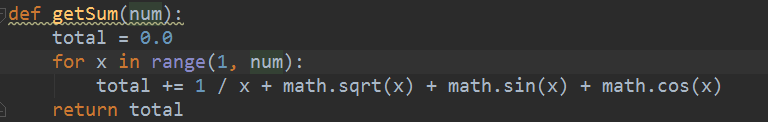 def getSum(num):
    total = 0.0
    for x in range(1, num):
        total += 1 / x + math.sqrt(x) + math.sin(x) + math.cos(x)
    return total